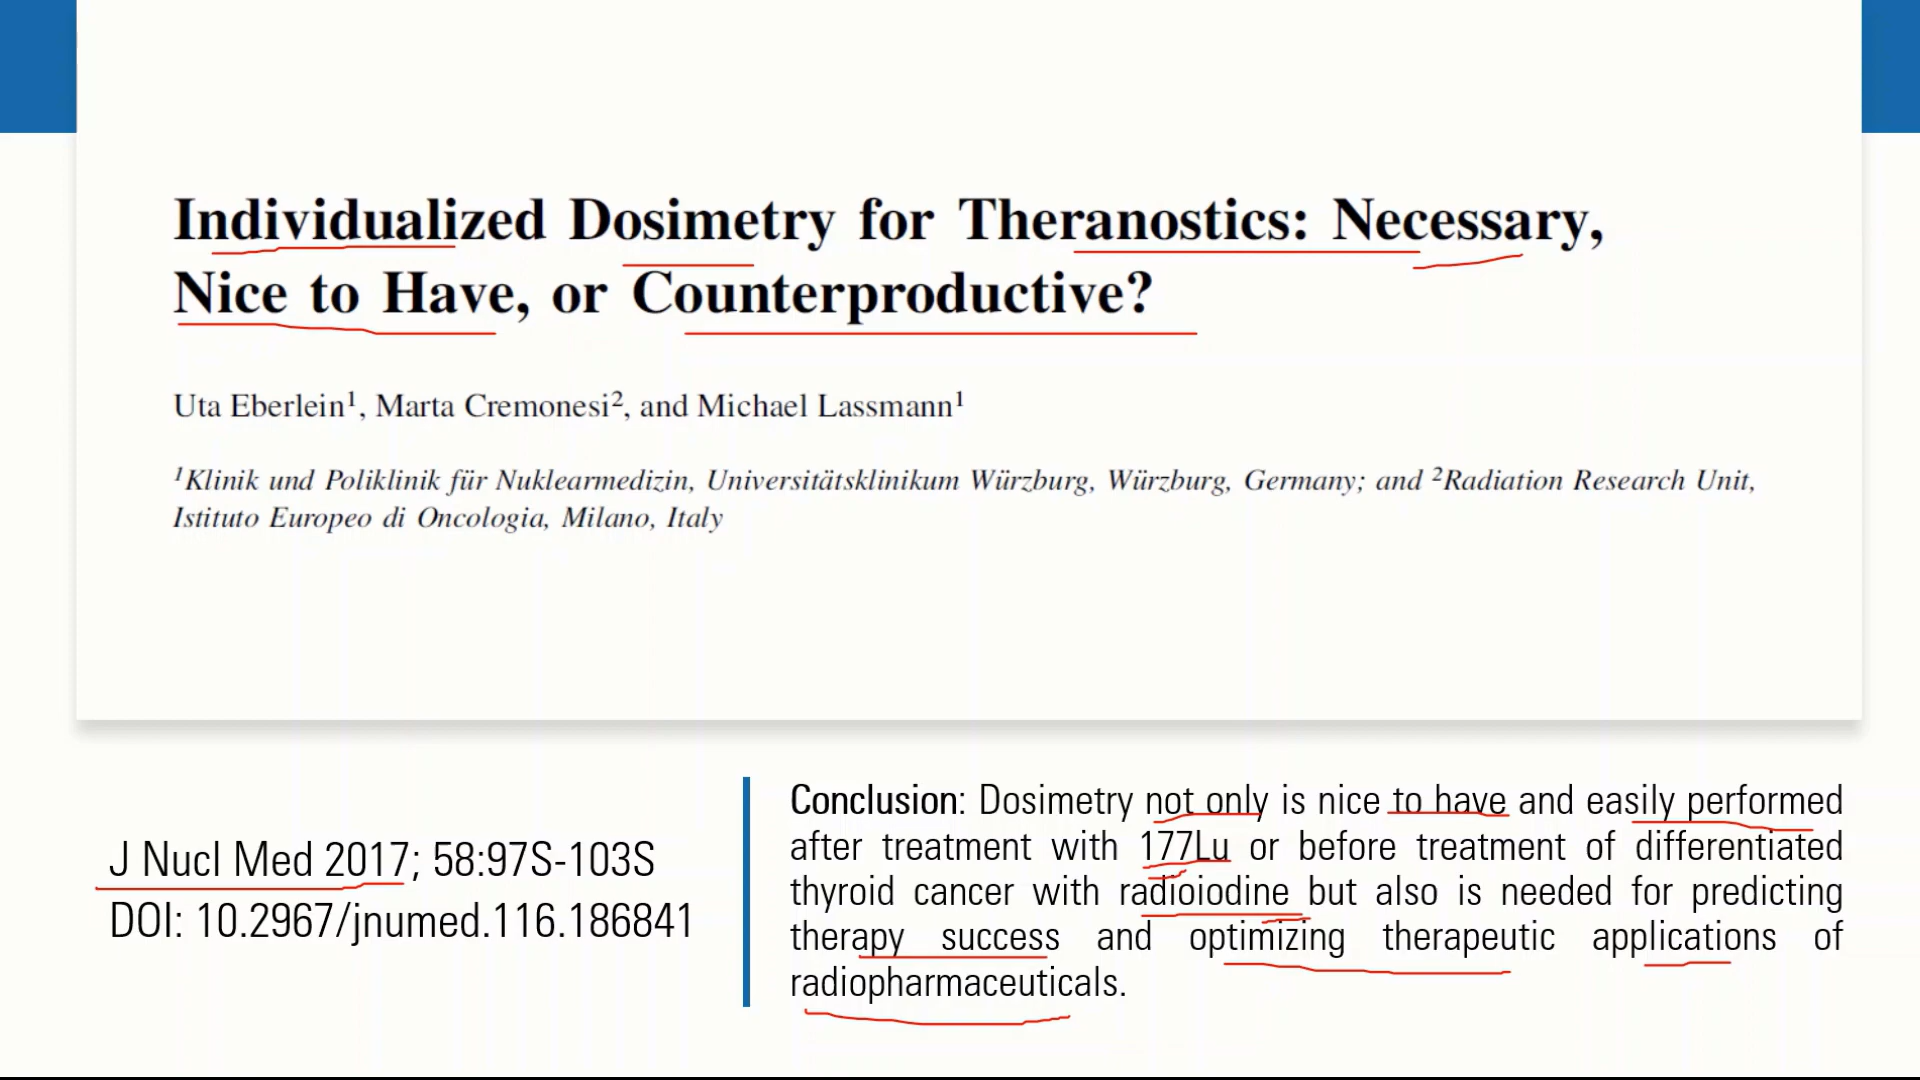 Individualized Dosimetry for Theranostics: Necessary,
Nice to Have, or Counterproductive?
Uta Eberlein¹, Marta Cremonesi², and Michael Lassmann¹
¹Klinik und Poliklinik für Nuklearmedizin, Universitätsklinikum Würzburg, Würzburg, Germany; and ²Radiation Research Unit,
Istituto Europeo di Oncologia, Milano, Italy
J Nucl Med 2017; 58:97S-103S
DOI: 10.2967/jnumed.116.186841
Conclusion: Dosimetry not only is nice to have and easily performed
after treatment with 177Lu or before treatment of differentiated
thyroid cancer with radioiodine but also is needed for predicting
therapy success and optimizing therapeutic applications of
radiopharmaceuticals.